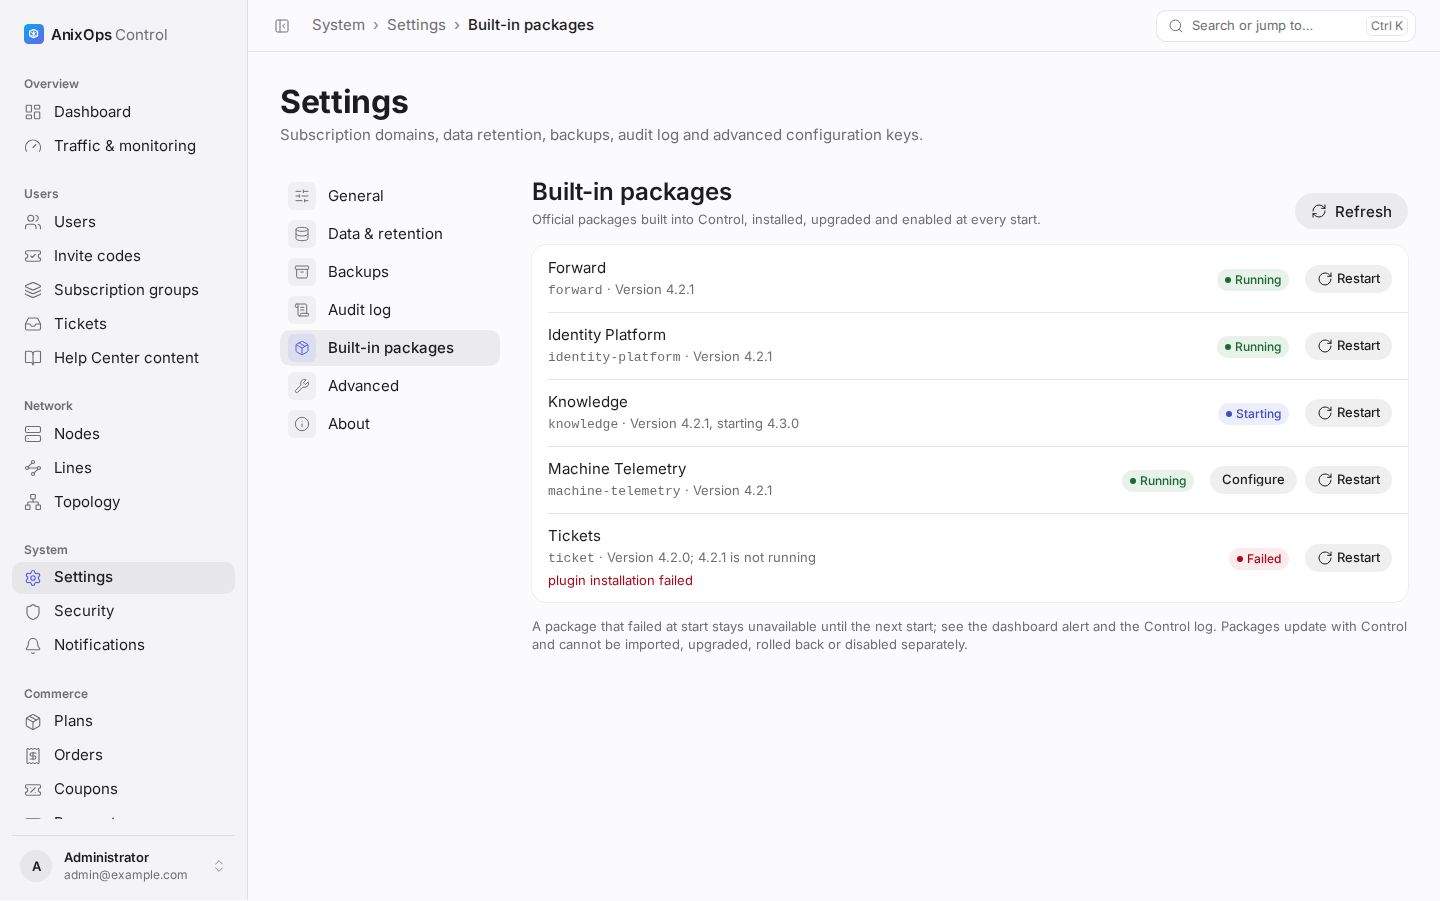 AnixOps Control
Overview
Dashboard
Traffic & monitoring
Users
Users
Invite codes
Subscription groups
Tickets
Help Center content
Network
Nodes
Lines
Topology
System
Settings
Security
Notifications
Commerce
Plans
Orders
Coupons
A
Administrator
admin@example.com
System › Settings › Built-in packages
Search or jump to...
Ctrl K
Settings
Subscription domains, data retention, backups, audit log and advanced configuration keys.
General
Data & retention
Backups
Audit log
Built-in packages
Advanced
About
Built-in packages
Official packages built into Control, installed, upgraded and enabled at every start.
Refresh
Forward
forward · Version 4.2.1
Running
Restart
Identity Platform
identity-platform · Version 4.2.1
Running
Restart
Knowledge
knowledge · Version 4.2.1, starting 4.3.0
Starting
Restart
Machine Telemetry
machine-telemetry · Version 4.2.1
Running
Configure
Restart
Tickets
ticket · Version 4.2.0; 4.2.1 is not running
plugin installation failed
Failed
Restart
A package that failed at start stays unavailable until the next start; see the dashboard alert and the Control log. Packages update with Control
and cannot be imported, upgraded, rolled back or disabled separately.